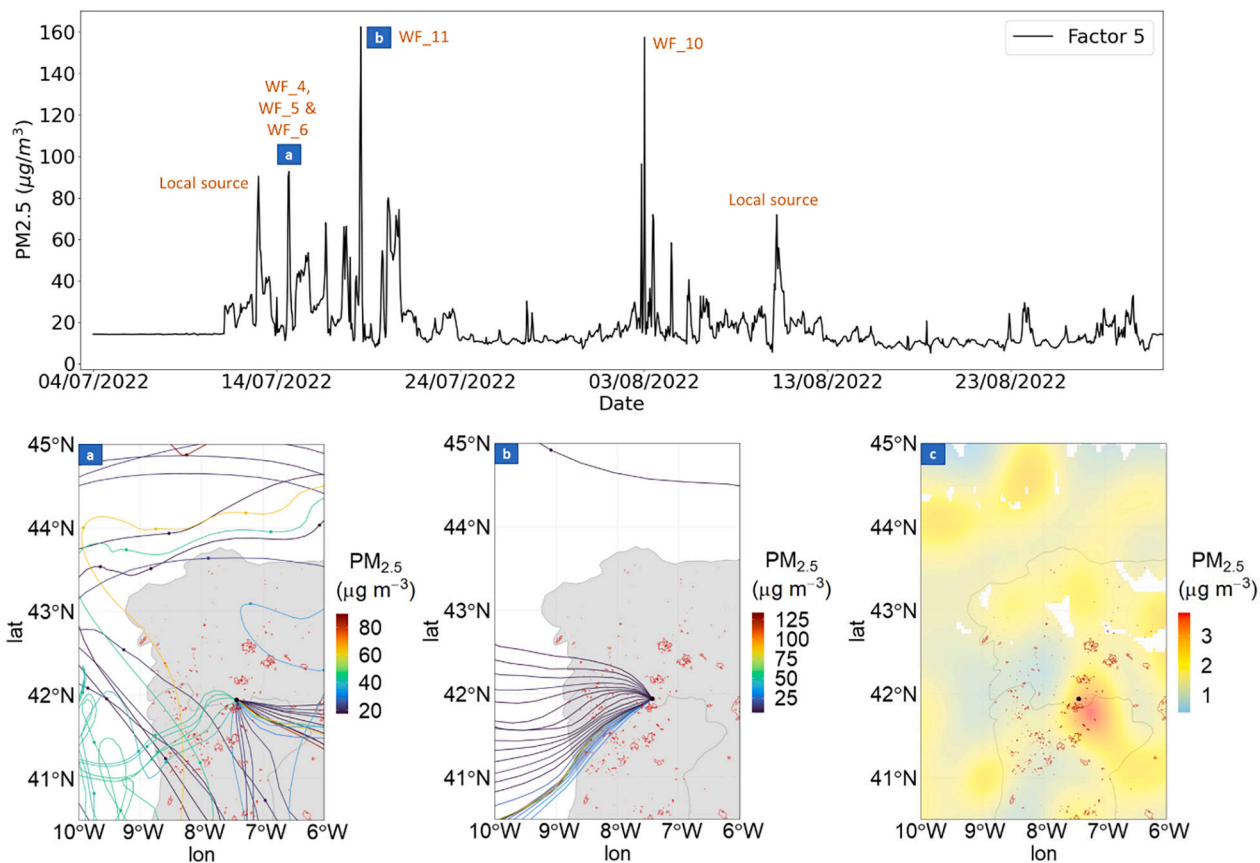 160
140
120
100
80
60
40
20
0
PM2.5 (μg/m³)
WF_4,
WF_5 &
WF_6
a
b
WF_11
WF_10
Local source
Local source
Factor 5
04/07/2022
14/07/2022
24/07/2022
03/08/2022
13/08/2022
23/08/2022
Date
a
45°N
44°N
43°N
42°N
41°N
lat
10°W
9°W
8°W
7°W
6°W
lon
PM2.5
(μg m⁻³)
80
60
40
20
b
45°N
44°N
43°N
42°N
41°N
lat
10°W
9°W
8°W
7°W
6°W
lon
PM2.5
(μg m⁻³)
125
100
75
50
25
c
45°N
44°N
43°N
42°N
41°N
lat
10°W
9°W
8°W
7°W
6°W
lon
PM2.5
(μg m⁻³)
3
2
1